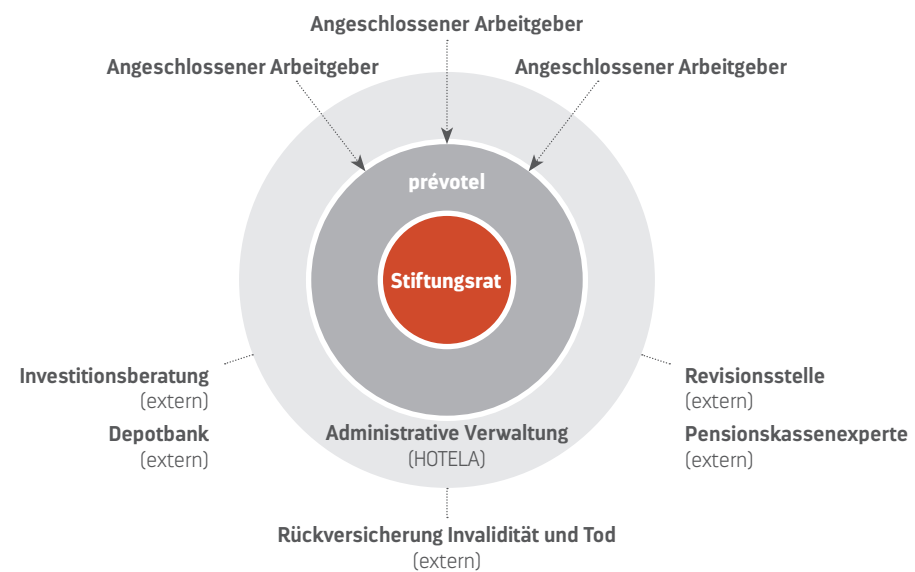 Angeschlossener Arbeitgeber
Angeschlossener Arbeitgeber
Angeschlossener Arbeitgeber
prévotel
Stiftungsrat
Investitionsberatung
(extern)
Depotbank
(extern)
Administrative Verwaltung
(HOTELA)
Revisionsstelle
(extern)
Pensionskassenexperte
(extern)
Rückversicherung Invalidität und Tod
(extern)